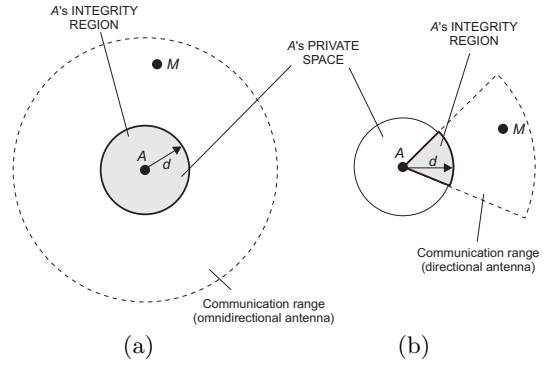 A's INTEGRITY
REGION
M
A
d
A's PRIVATE
SPACE
Communication range
(omnidirectional antenna)
(a)
A's INTEGRITY
REGION
M
A
d
Communication range
(directional antenna)
(b)